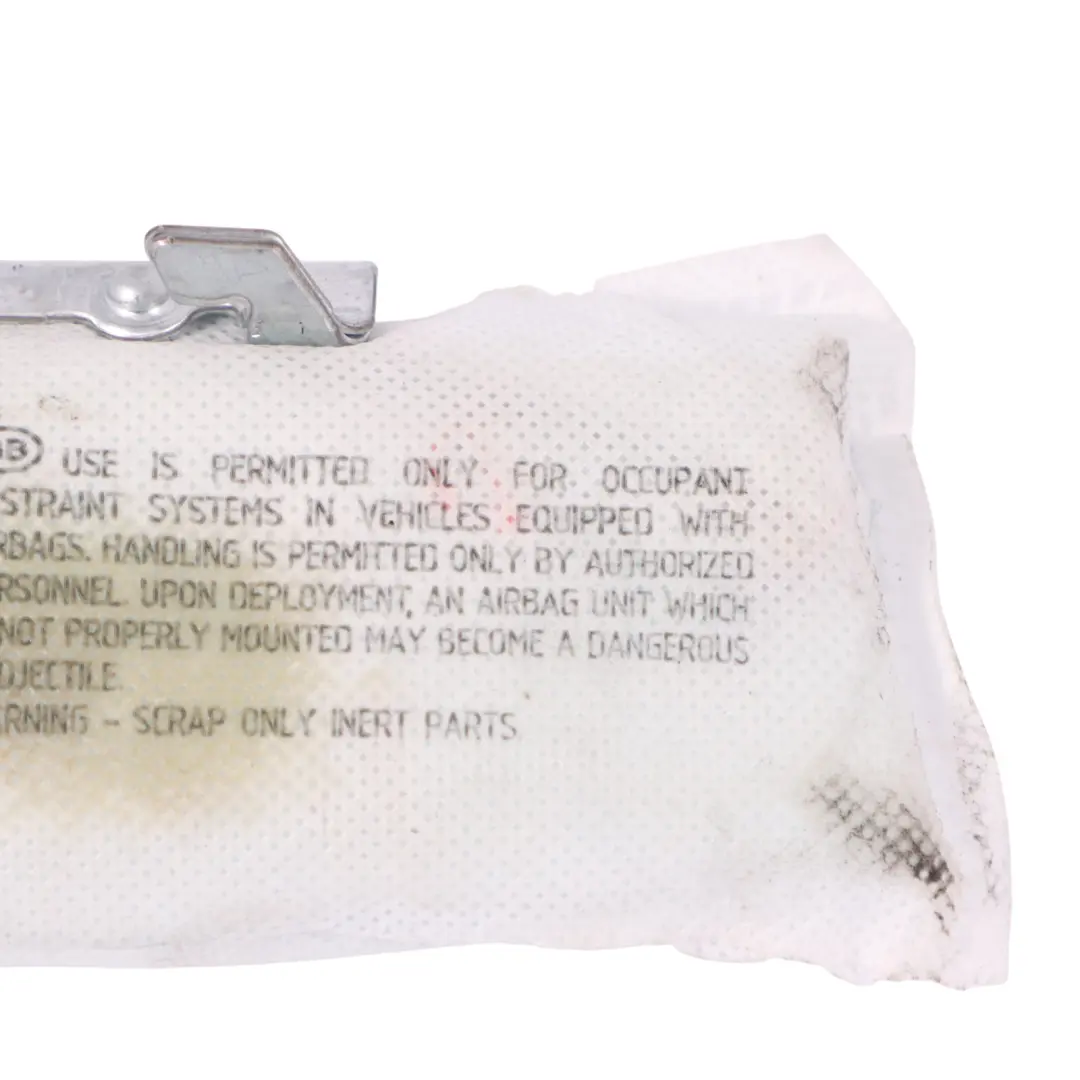 GB USE IS PERMITTED ONLY FOR OCCUPANT
STRAINT SYSTEMS IN VEHICLES EQUIPPED WITH
RBAGS. HANDLING IS PERMITTED ONLY BY AUTHORIZED
RSONNEL. UPON DEPLOYMENT, AN AIRBAG UNIT WHICH
NOT PROPERLY MOUNTED MAY BECOME A DANGEROUS
OJECTILE.
RNING - SCRAP ONLY INERT PARTS